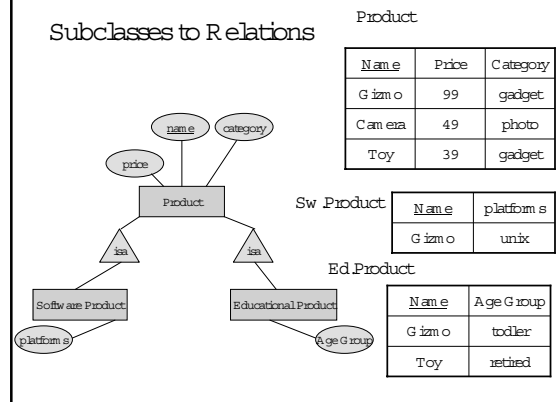 Subclasses to Relations
Product
Name Price Category
Gizmo 99 gadget
Camera 49 photo
Toy 39 gadget
name
category
price
Product
isa
isa
Software Product
Educational Product
platforms
Age Group
Sw.Product
Name platforms
Gizmo unix
Ed.Product
Name Age Group
Gizmo todler
Toy retired